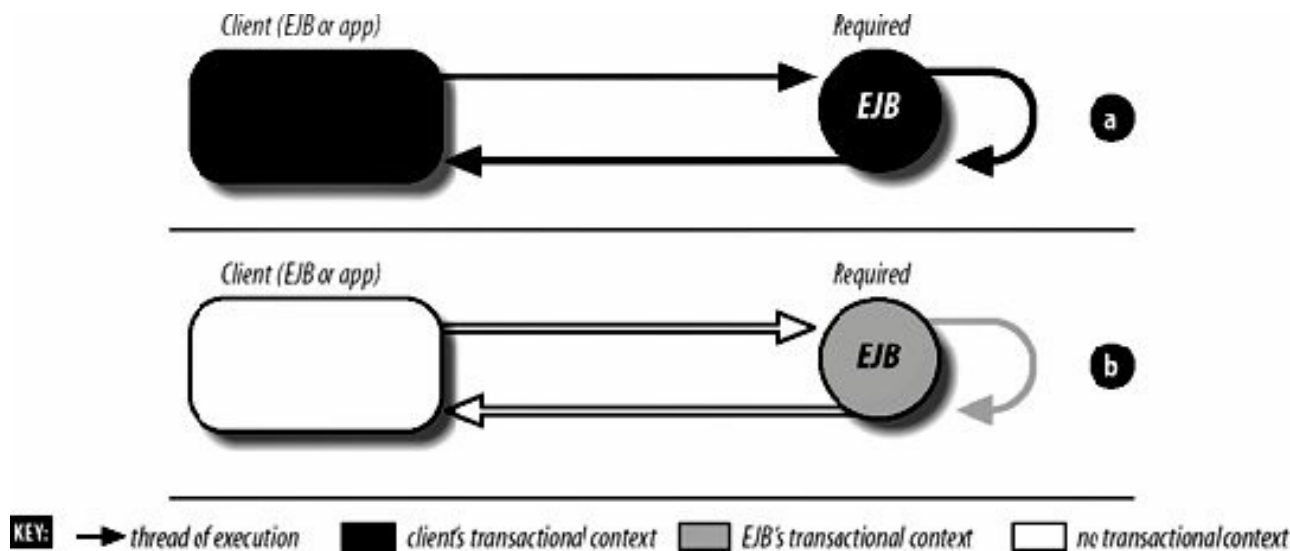 Client (EJB or app) Required
EJB
a
Client (EJB or app) Required
EJB
b
KEY: thread of execution client's transactional context EJB's transactional context no transactional context